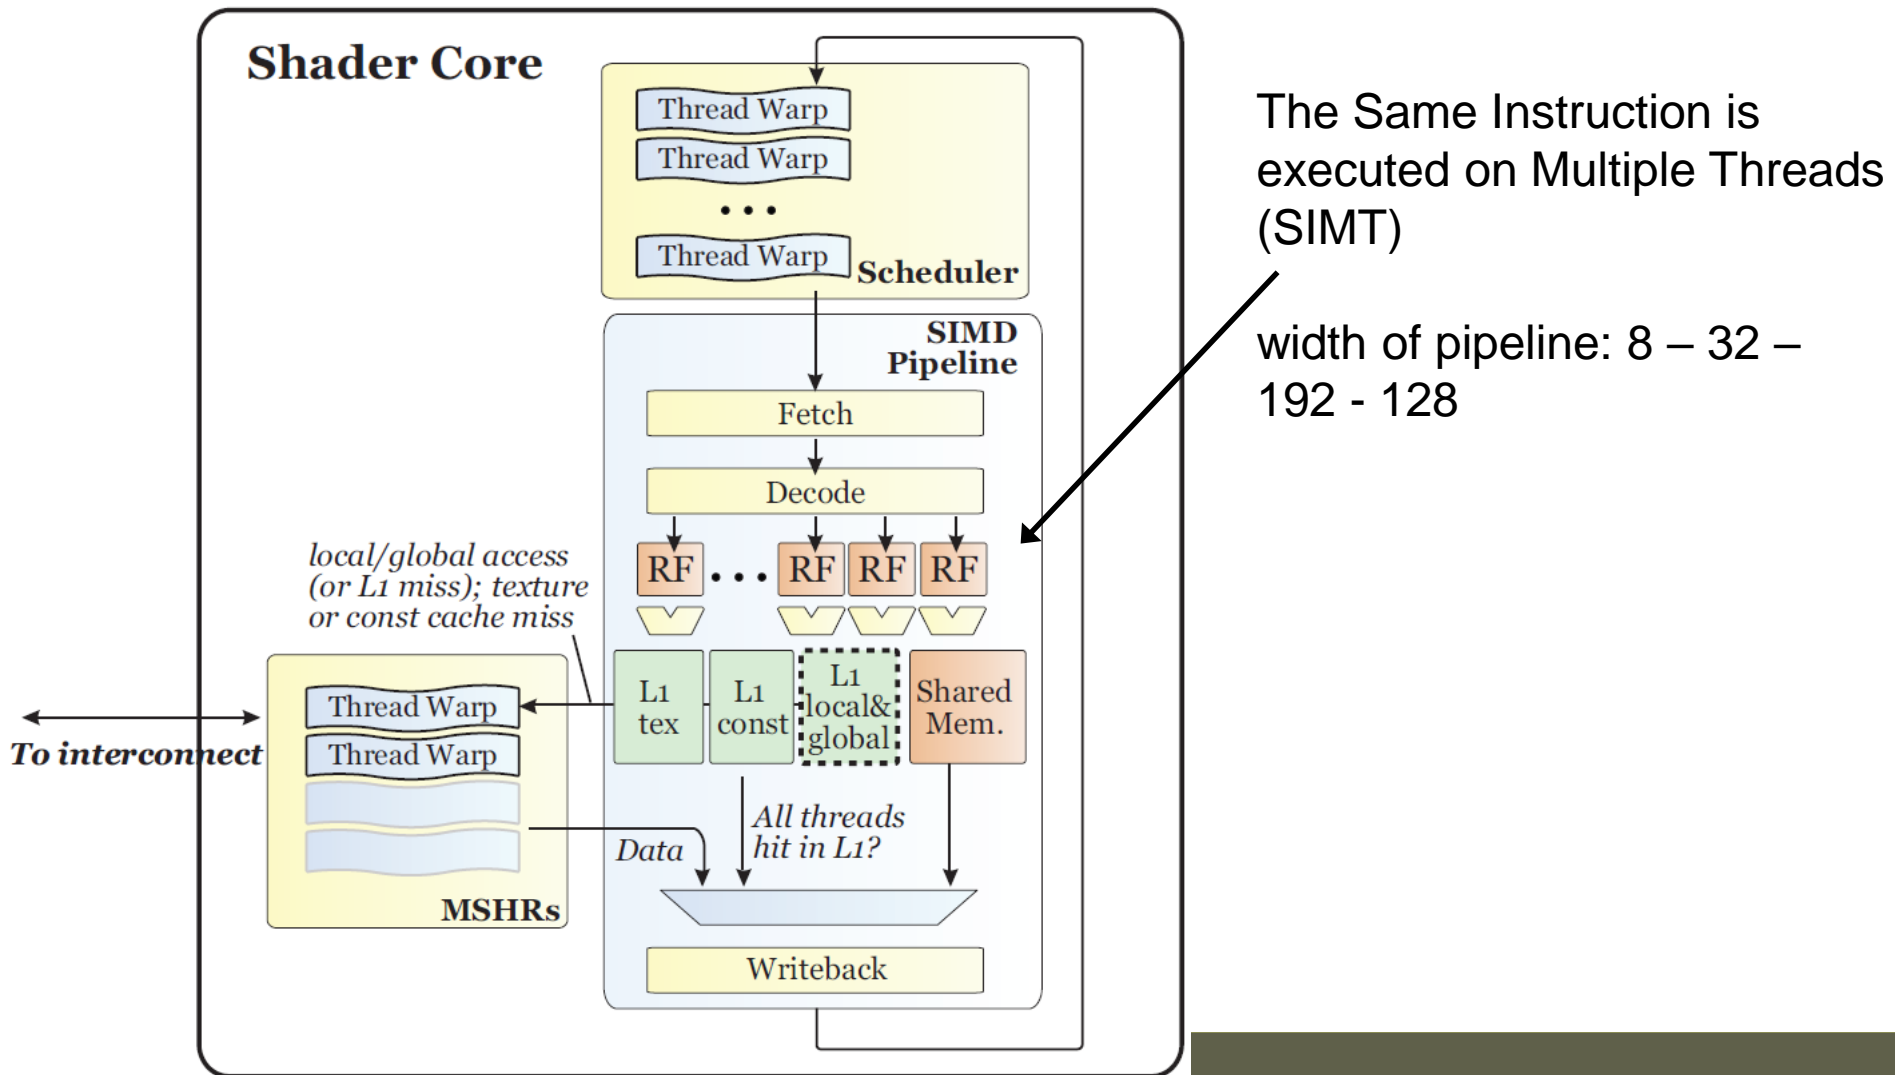 Shader Core
Thread Warp
Thread Warp
• • •
Thread Warp
Scheduler
SIMD
Pipeline
Fetch
Decode
RF • • • RF RF RF
local/global access
(or L1 miss); texture
or const cache miss
L1
tex
L1
const
L1
local&
global
Shared
Mem.
Thread Warp
Thread Warp
MSHRs
To interconnect
Data
All threads
hit in L1?
Writeback
The Same Instruction is
executed on Multiple Threads
(SIMT)
width of pipeline: 8 – 32 –
192 - 128